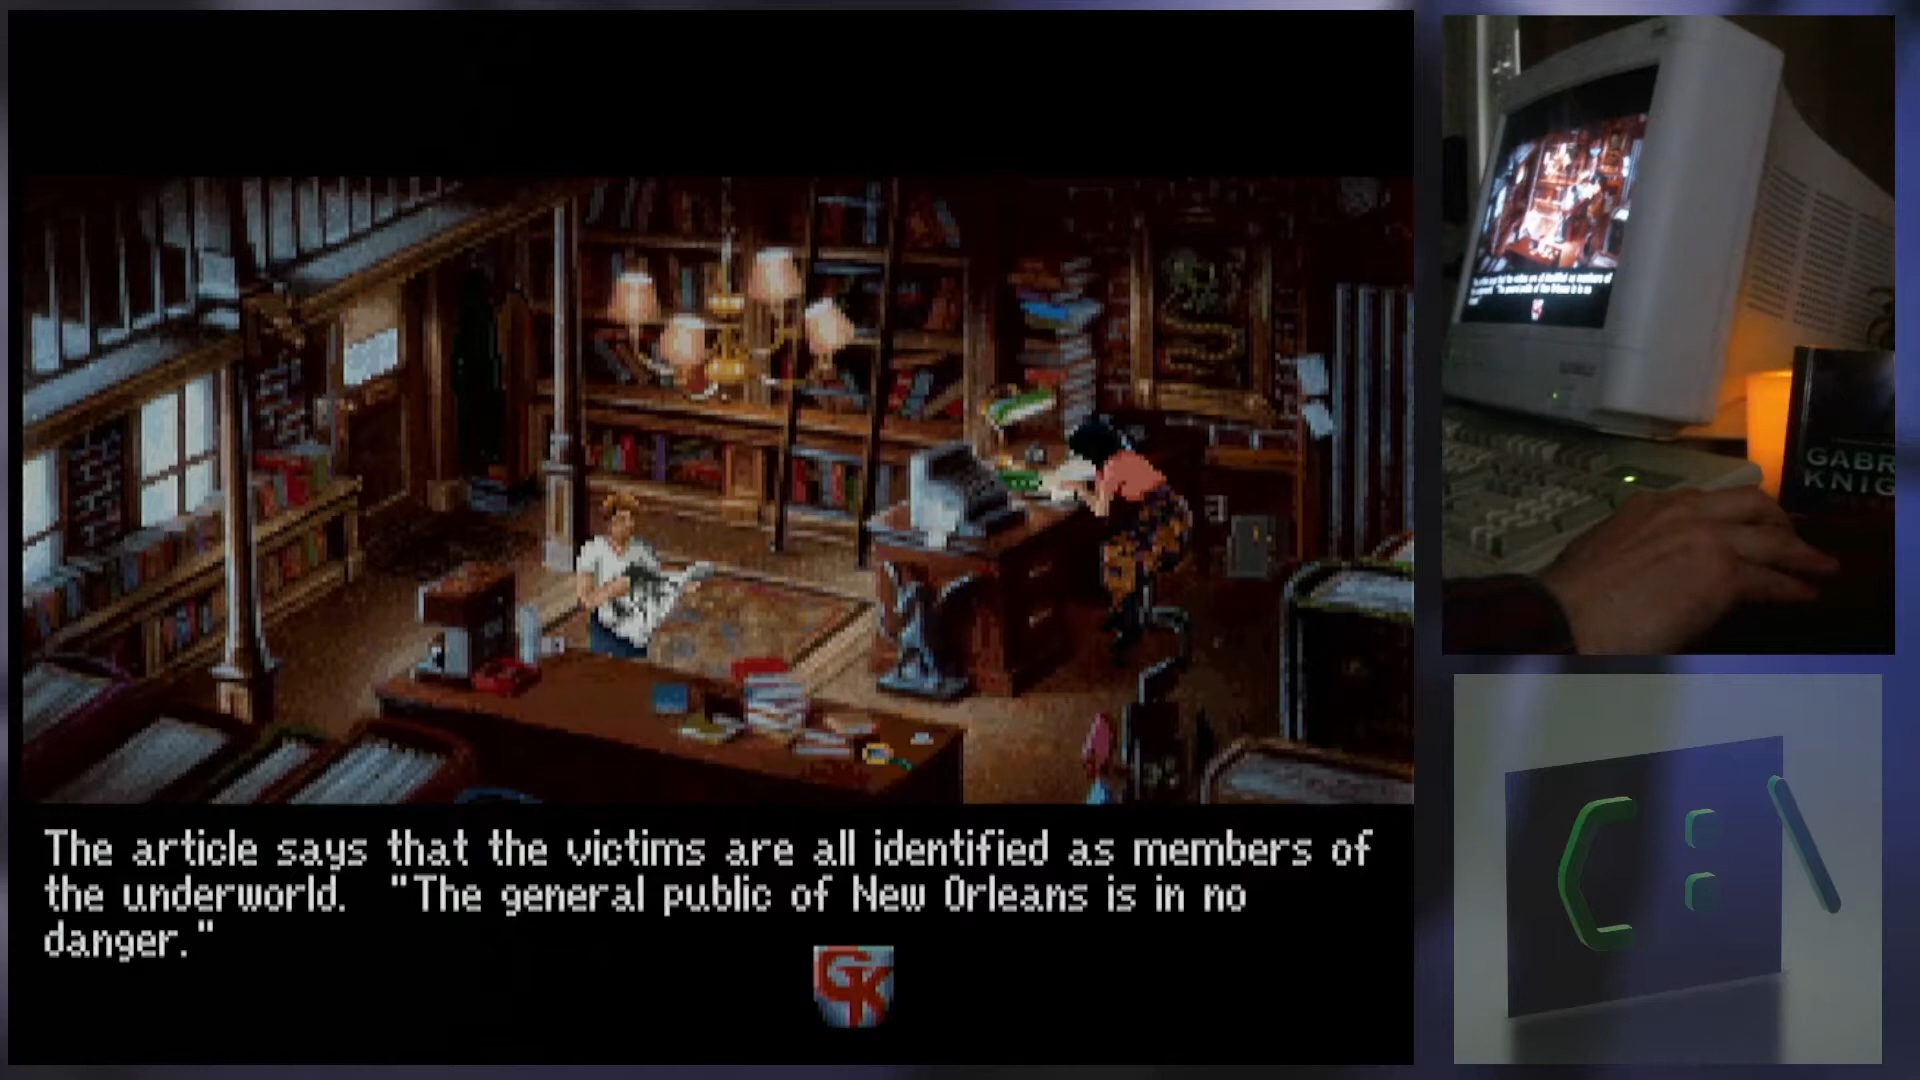 The article says that the victims are all identified as members of
the underworld. "The general public of New Orleans is in no
danger."
GK
GABR
KNIG
C:\